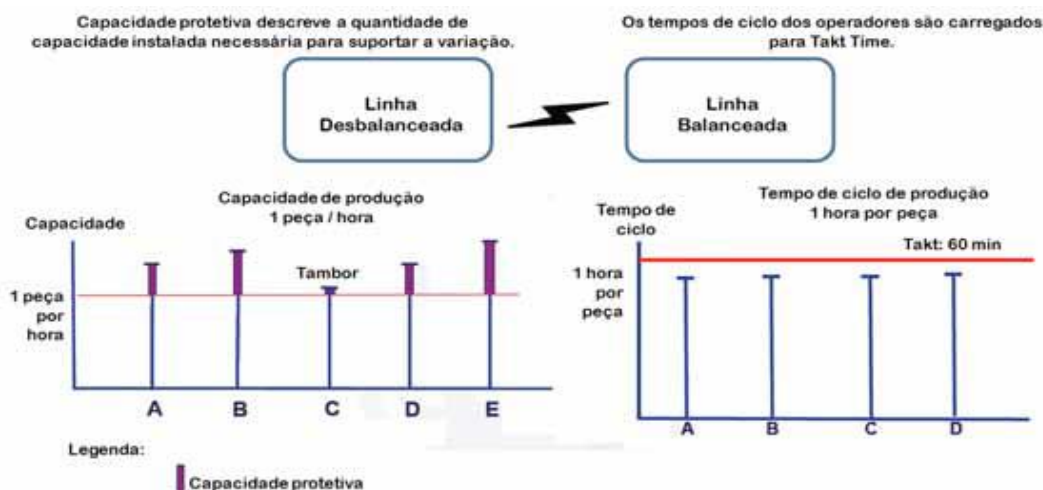 Capacidade protetiva descreve a quantidade de
capacidade instalada necessária para suportar a variação.
Os tempos de ciclo dos operadores são carregados
para Takt Time.
Linha
Desbalanceada
Linha
Balanceada
Capacidade de produção
1 peça / hora
Capacidade
Tambor
1 peça
por
hora
A B C D E
Legenda:
Capacidade protetiva
Tempo de ciclo de produção
1 hora por peça
Tempo de
ciclo
Takt: 60 min
1 hora
por
peça
A B C D